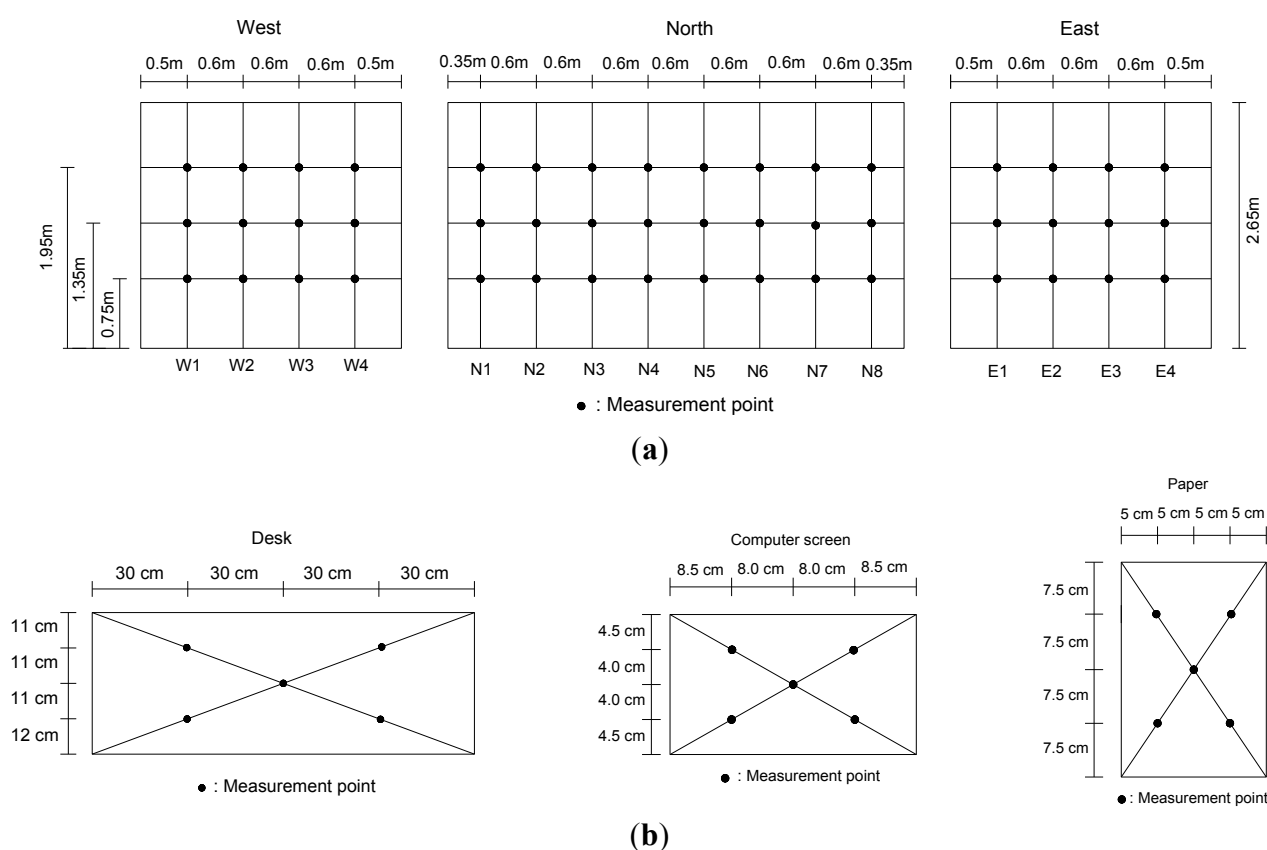 West North East
0.5m 0.6m 0.6m 0.6m 0.5m 0.35m 0.6m 0.6m 0.6m 0.6m 0.6m 0.6m 0.6m 0.35m 0.5m 0.6m 0.6m 0.6m 0.5m
1.95m
1.35m
0.75m
2.65m
W1 W2 W3 W4 N1 N2 N3 N4 N5 N6 N7 N8 E1 E2 E3 E4
: Measurement point
(a)
Desk
30 cm 30 cm 30 cm 30 cm
11 cm
11 cm
11 cm
12 cm
: Measurement point
Computer screen
8.5 cm 8.0 cm 8.0 cm 8.5 cm
4.5 cm
4.0 cm
4.0 cm
4.5 cm
: Measurement point
Paper
5 cm 5 cm 5 cm 5 cm
7.5 cm
7.5 cm
7.5 cm
7.5 cm
: Measurement point
(b)